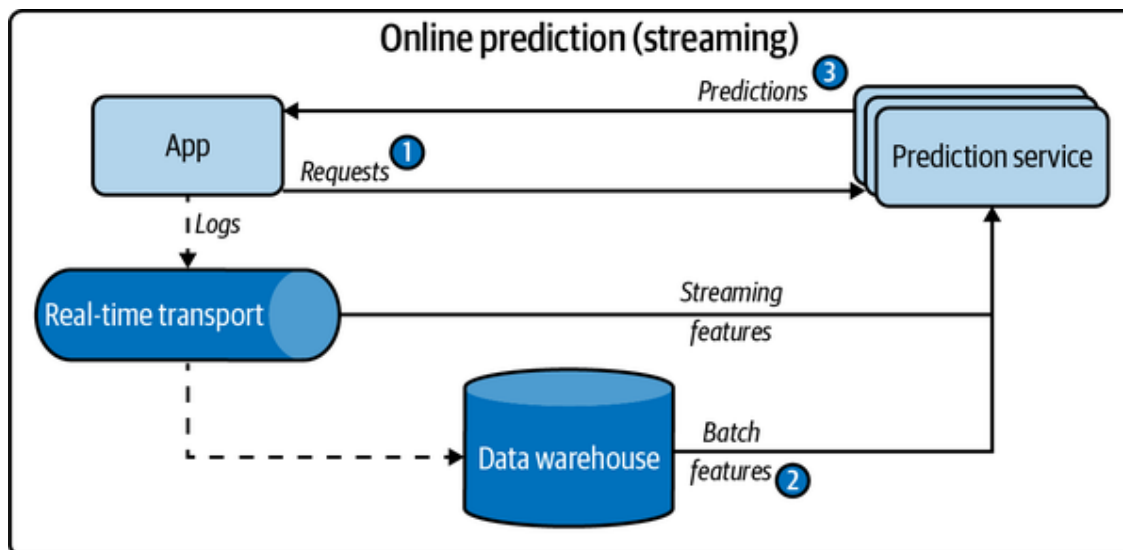 Online prediction (streaming)
Predictions 3
App
Requests 1
Prediction service
Logs
Real-time transport
Streaming
features
Data warehouse
Batch
features 2